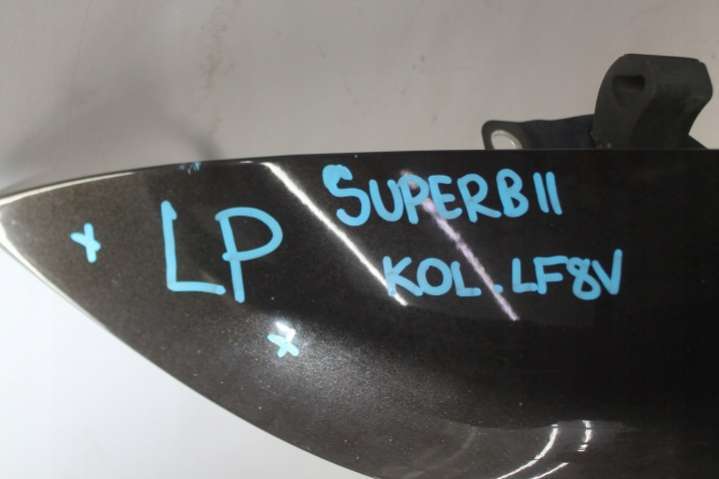 LP
SUPERB II
KOL. LF8V